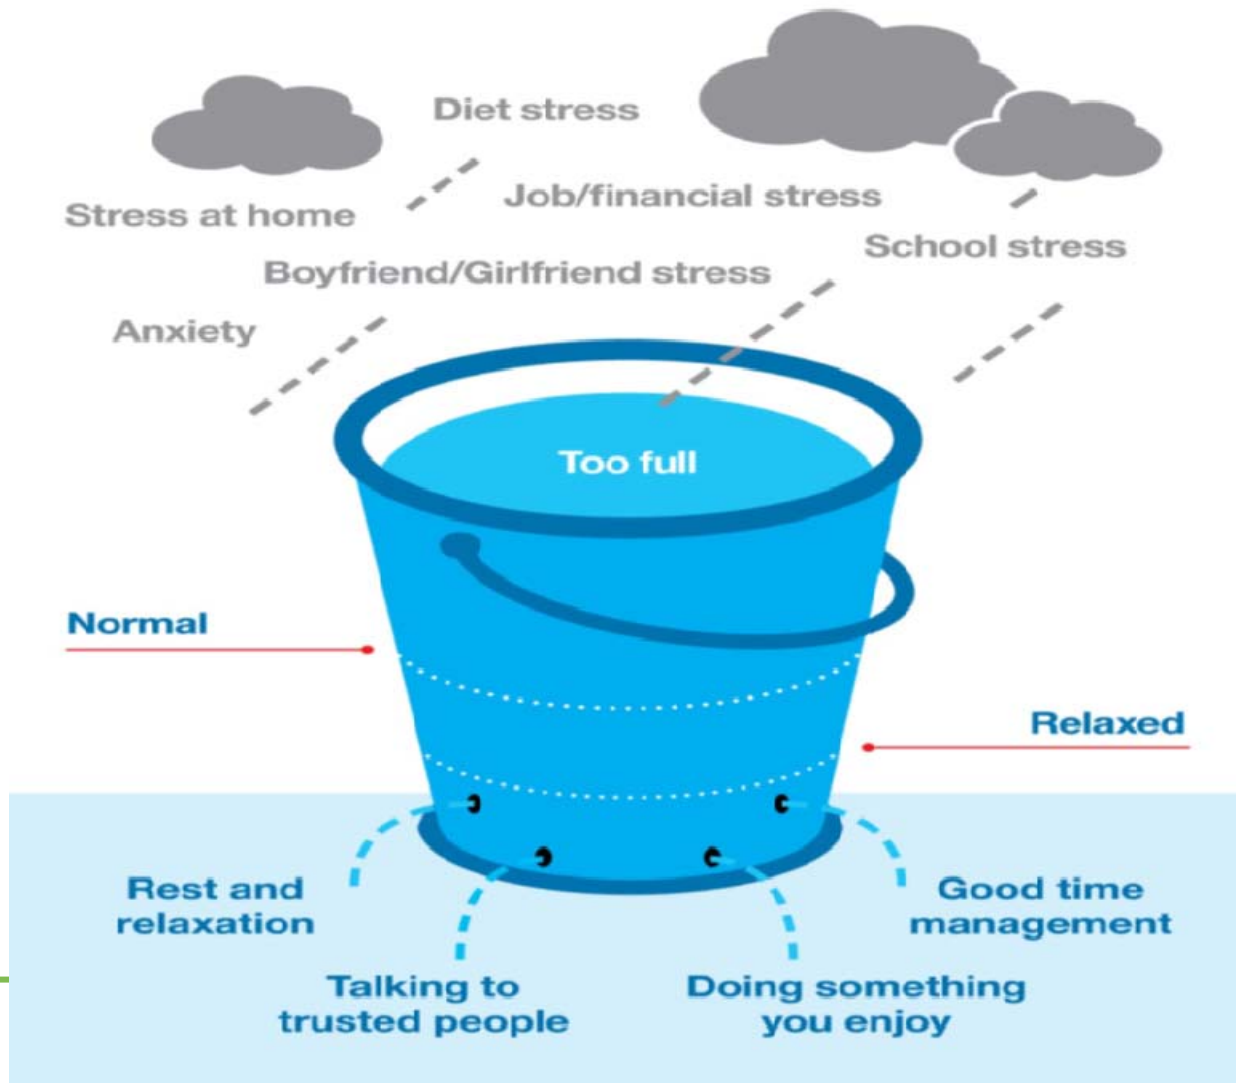 Diet stress
Job/financial stress
Stress at home
School stress
Boyfriend/Girlfriend stress
Anxiety
Too full
Normal
Relaxed
Rest and
relaxation
Good time
management
Talking to
trusted people
Doing something
you enjoy